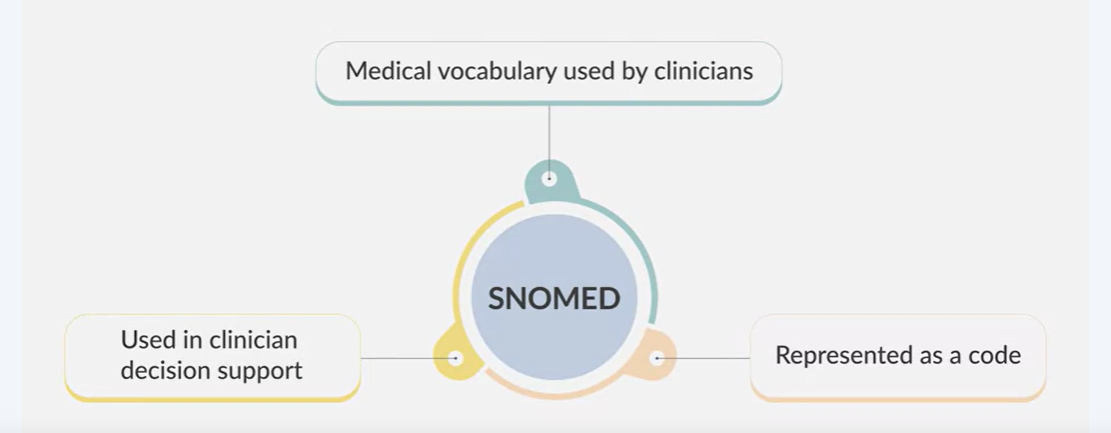 Medical vocabulary used by clinicians
SNOMED
Used in clinician
decision support
Represented as a code